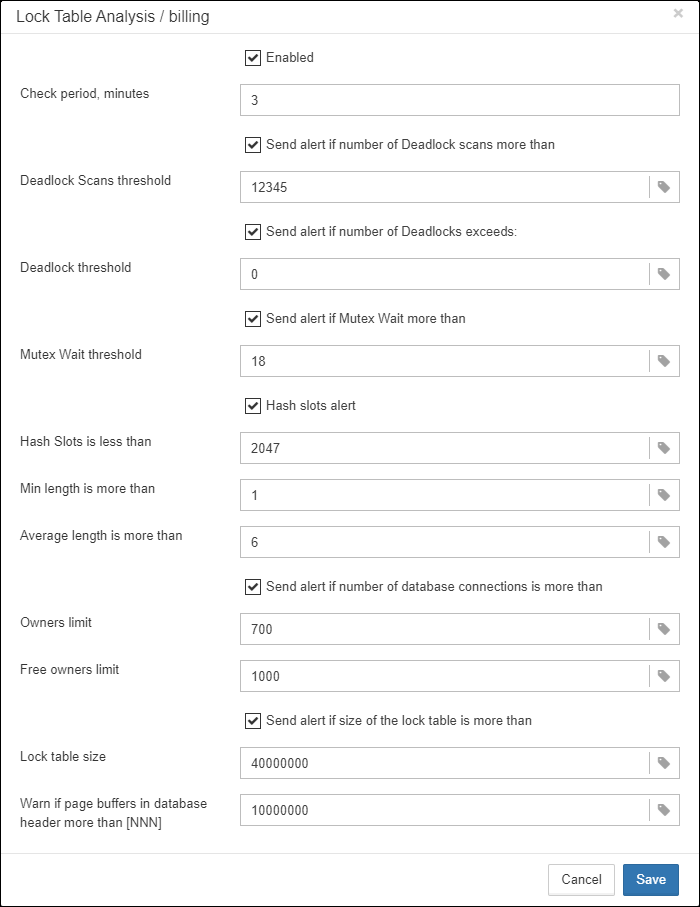 Lock Table Analysis / billing
×
Enabled
Check period, minutes
3
Send alert if number of Deadlock scans more than
Deadlock Scans threshold
12345
Send alert if number of Deadlocks exceeds:
Deadlock threshold
0
Send alert if Mutex Wait more than
Mutex Wait threshold
18
Hash slots alert
Hash Slots is less than
2047
Min length is more than
1
Average length is more than
6
Send alert if number of database connections is more than
Owners limit
700
Free owners limit
1000
Send alert if size of the lock table is more than
Lock table size
40000000
Warn if page buffers in database
header more than [NNN]
10000000
Cancel
Save